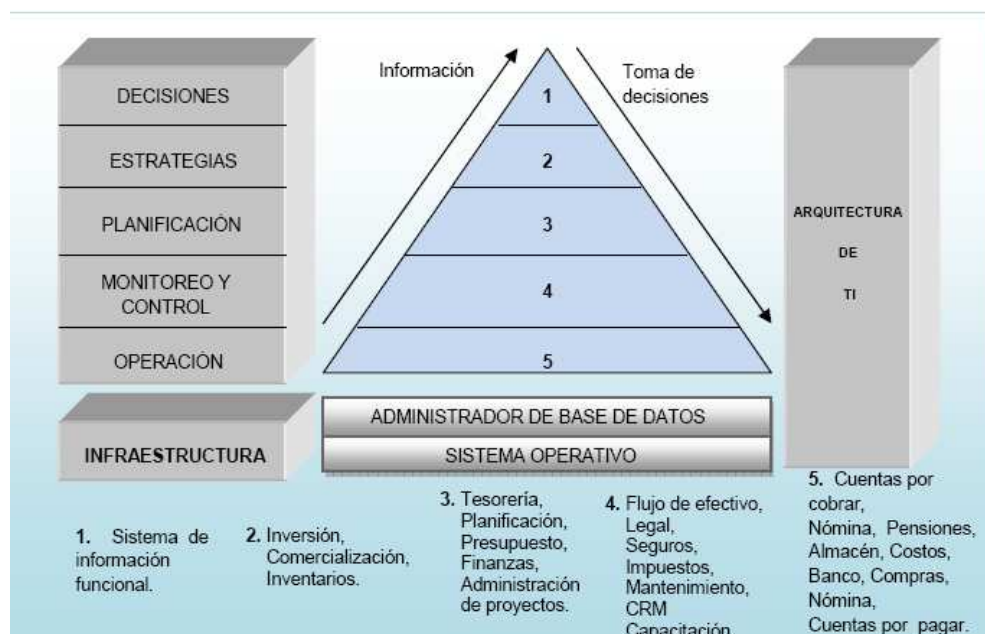 DECISIONES
ESTRATEGIAS
PLANIFICACIÓN
MONITOREO Y
CONTROL
OPERACIÓN
INFRAESTRUCTURA
Información
Toma de
decisiones
1
2
3
4
5
ADMINISTRADOR DE BASE DE DATOS
SISTEMA OPERATIVO
ARQUITECTURA
DE
TI
1. Sistema de
información
funcional.
2. Inversión,
Comercialización,
Inventarios.
3. Tesorería,
Planificación,
Presupuesto,
Finanzas,
Administración
de proyectos.
4. Flujo de efectivo,
Legal,
Seguros,
Impuestos,
Mantenimiento,
CRM
Capacitación
5. Cuentas por
cobrar,
Nómina, Pensiones,
Almacén, Costos,
Banco, Compras,
Nómina,
Cuentas por pagar.